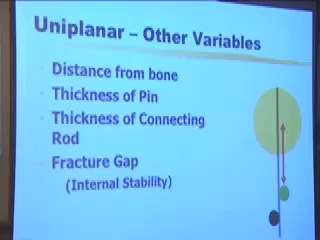 Uniplanar – Other Variables
Distance from bone
Thickness of Pin
Thickness of Connecting
Rod
Fracture Gap
(Internal Stability)